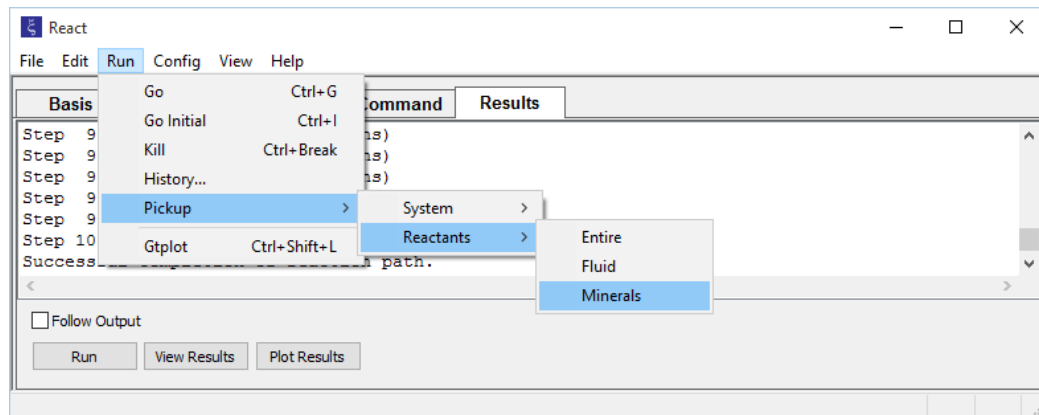 React
File Edit Run Config View Help
Basis Command Results
Go Ctrl+G
Go Initial Ctrl+I
Kill Ctrl+Break
History...
Pickup
Gtplot Ctrl+Shift+L
System
Reactants
Entire
Fluid
Minerals
Step 9 ns)
Step 9 ns)
Step 9 ns)
Step 9
Step 9
Step 10
Success path.
Follow Output
Run View Results Plot Results